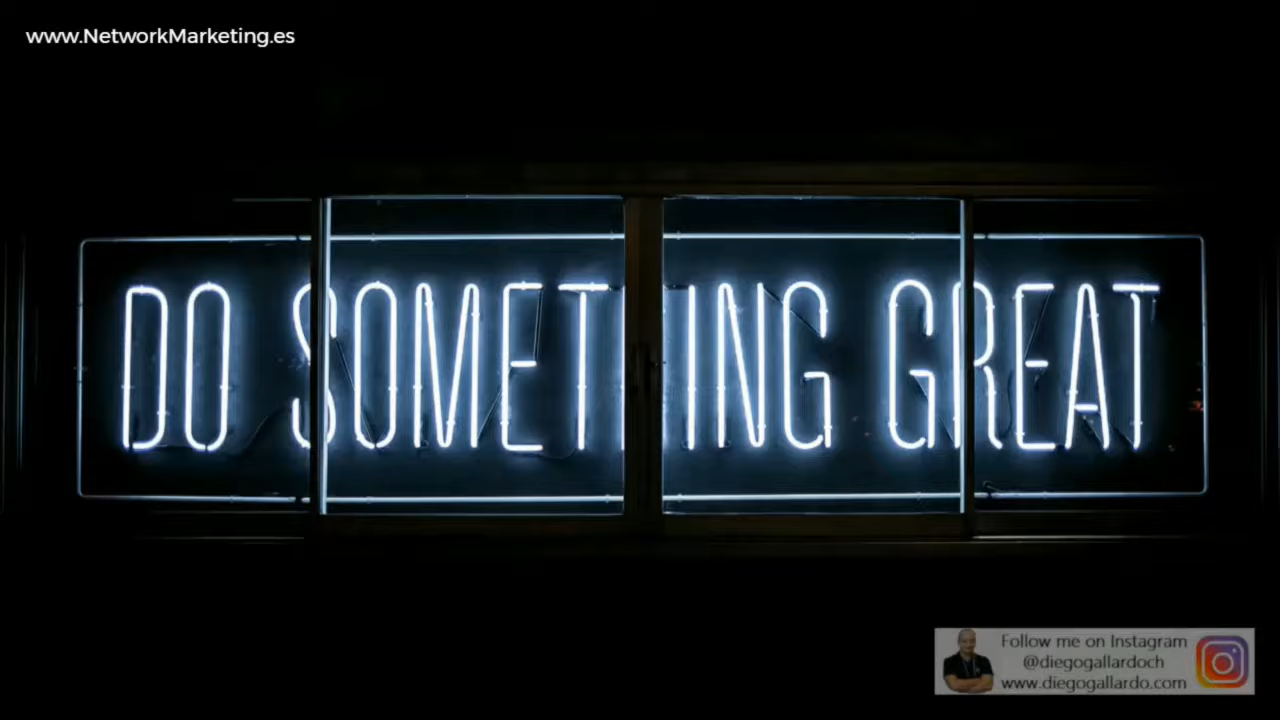 www.NetworkMarketing.es
DO SOMETHING GREAT
Follow me on Instagram
@diegogallardoch
www.diegogallardo.com